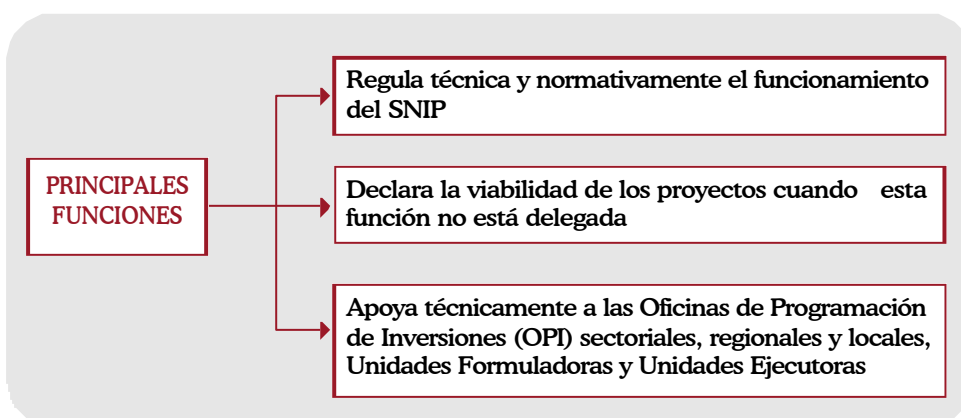 PRINCIPALES
FUNCIONES
Regula técnica y normativamente el funcionamiento
del SNIP
Declara la viabilidad de los proyectos cuando esta
función no está delegada
Apoya técnicamente a las Oficinas de Programación
de Inversiones (OPI) sectoriales, regionales y locales,
Unidades Formuladoras y Unidades Ejecutoras